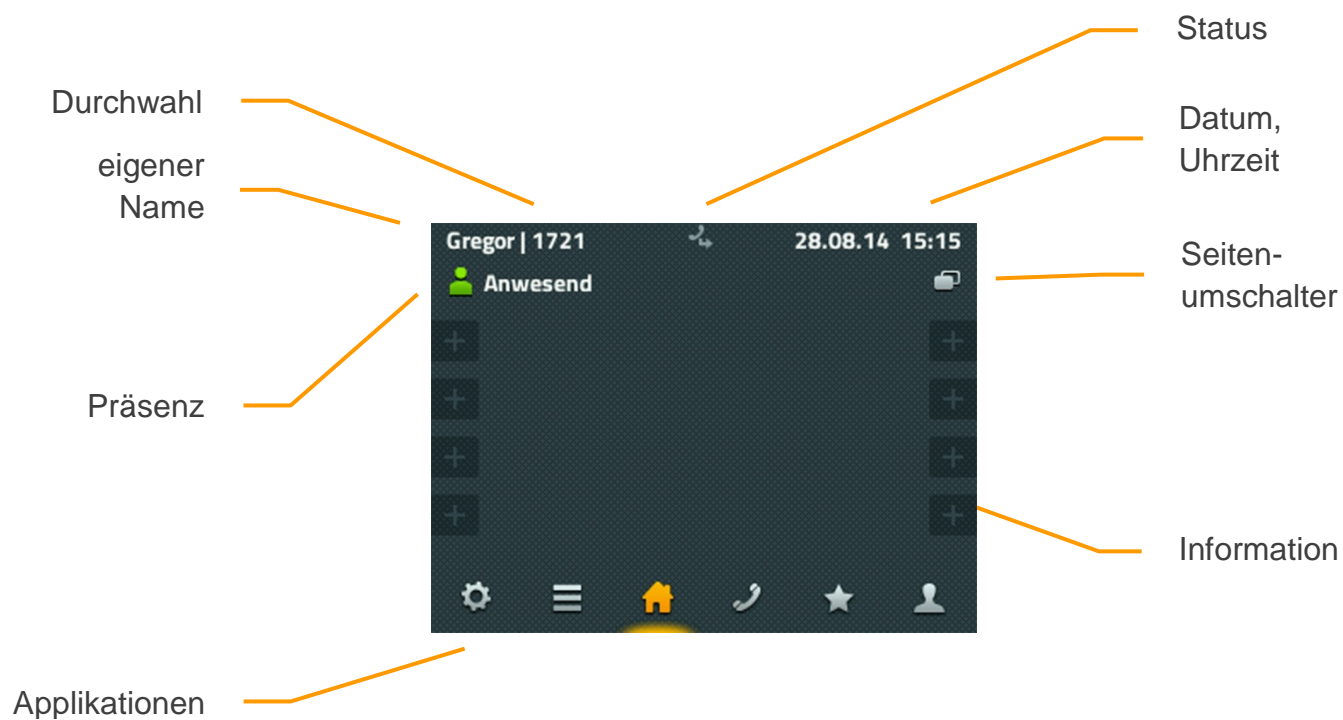 Status
Durchwahl
Datum,
Uhrzeit
eigener
Name
Gregor | 1721
28.08.14 15:15
Anwesend
Seiten-
umschalter
Präsenz
Information
Applikationen